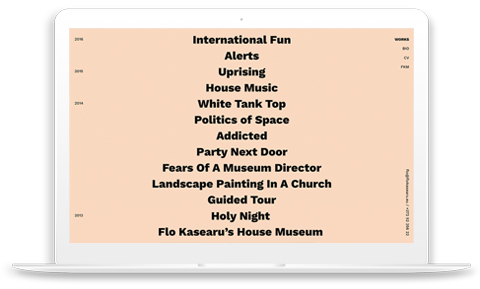 2016
International Fun
WORKS
Alerts
BIO
2015
Uprising
CV
House Music
FKM
2014
White Tank Top
Politics of Space
Addicted
Party Next Door
Fears Of A Museum Director
Landscape Painting In A Church
Guided Tour
2013
Holy Night
Flo Kasearu's House Museum